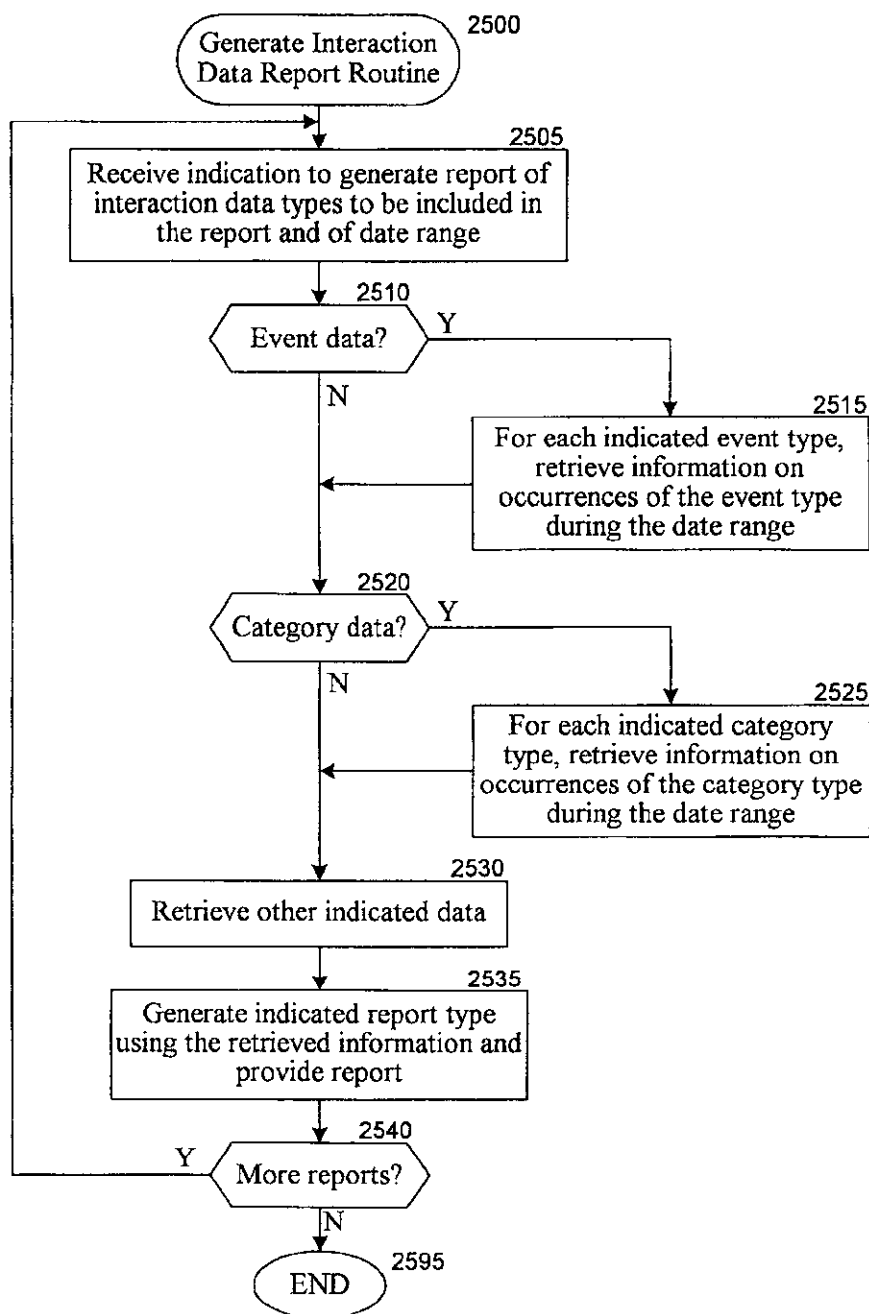 2500
Generate Interaction
Data Report Routine
2505
Receive indication to generate report of
interaction data types to be included in
the report and of date range
2510
Event data?
Y
N
2515
For each indicated event type,
retrieve information on
occurrences of the event type
during the date range
2520
Category data?
Y
N
2525
For each indicated category
type, retrieve information on
occurrences of the category type
during the date range
2530
Retrieve other indicated data
2535
Generate indicated report type
using the retrieved information and
provide report
2540
Y
More reports?
N
2595
END